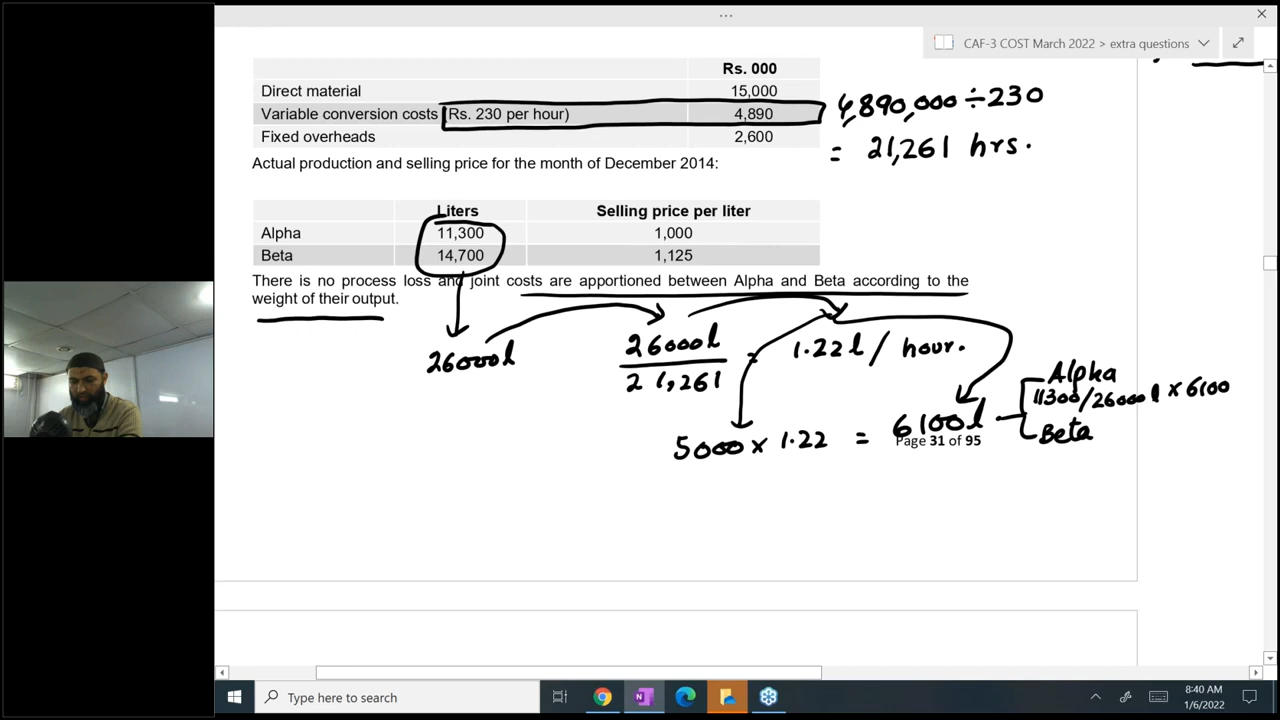 CAF-3 COST March 2022 > extra questions
Rs. 000
Direct material 15,000
Variable conversion costs (Rs. 230 per hour) 4,890
Fixed overheads 2,600
4,890,000 ÷ 230
= 21,261 hrs.
Actual production and selling price for the month of December 2014:
Liters Selling price per liter
Alpha 11,300 1,000
Beta 14,700 1,125
There is no process loss and joint costs are apportioned between Alpha and Beta according to the
weight of their output.
26000l
26000l / 21,261 = 1.22 l / hour.
5000 x 1.22 = 6100l
Alpha
11300/26000l x 6100
Beta
Page 31 of 95
Type here to search
8:40 AM
1/6/2022